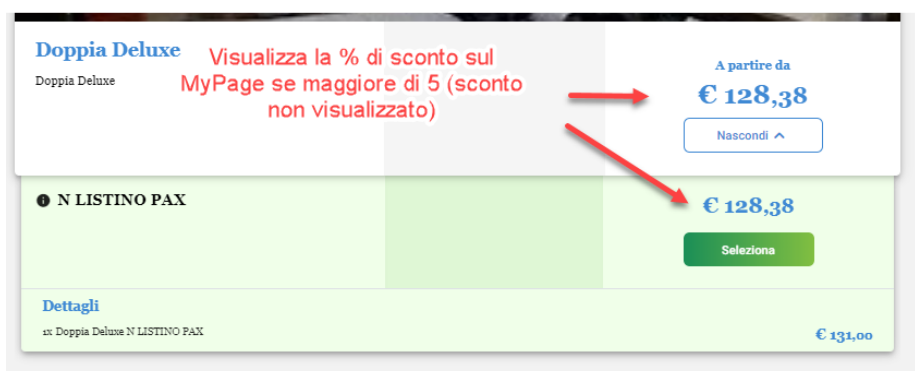 Doppia Deluxe
Doppia Deluxe
Visualizza la % di sconto sul
MyPage se maggiore di 5 (sconto
non visualizzato)
A partire da
€ 128,38
Nascondi
N LISTINO PAX
€ 128,38
Seleziona
Dettagli
1x Doppia Deluxe N LISTINO PAX
€ 131,00